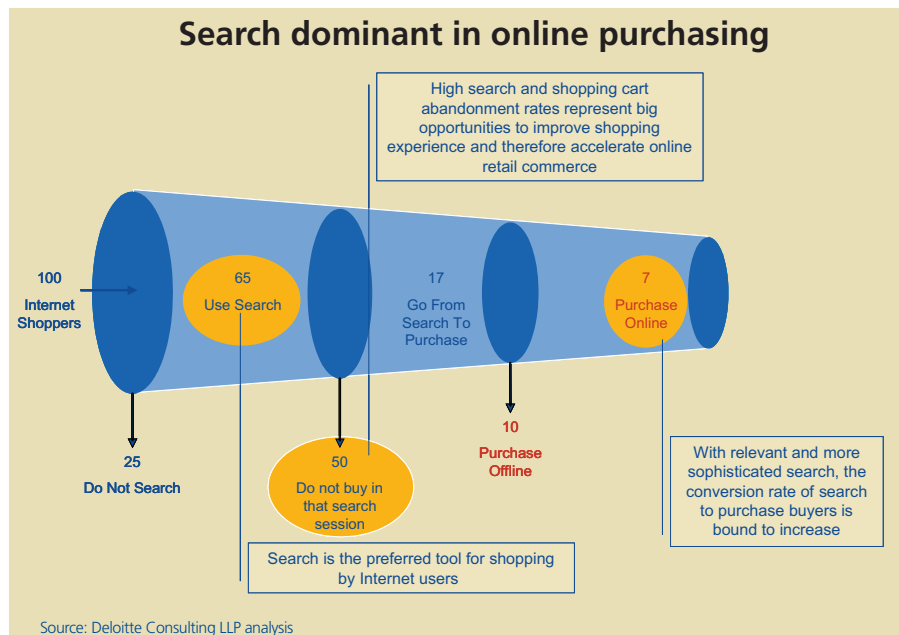 Search dominant in online purchasing
High search and shopping cart
abandonment rates represent big
opportunities to improve shopping
experience and therefore accelerate online
retail commerce
100
Internet
Shoppers
65
Use Search
17
Go From
Search To
Purchase
7
Purchase
Online
25
Do Not Search
50
Do not buy in
that search
session
10
Purchase
Offline
With relevant and more
sophisticated search, the
conversion rate of search
to purchase buyers is
bound to increase
Search is the preferred tool for shopping
by Internet users
Source: Deloitte Consulting LLP analysis